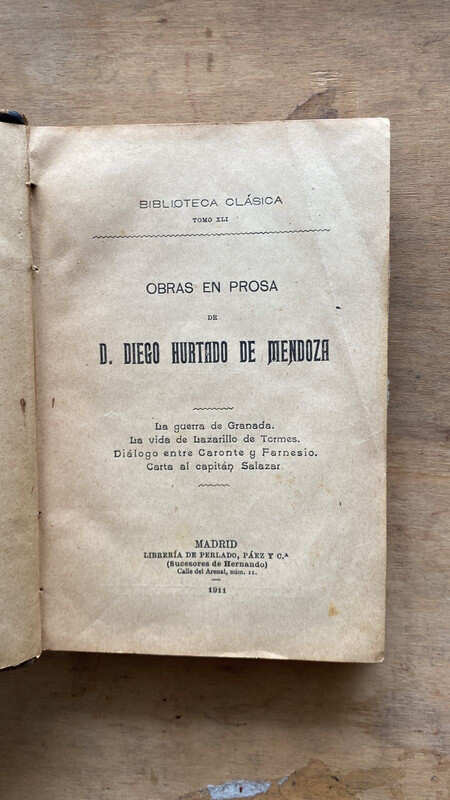 BIBLIOTECA CLÁSICA
TOMO XLI
OBRAS EN PROSA
DE
D. DIEGO HURTADO DE MENDOZA
La guerra de Granada.
La vida de Lazarillo de Tormes.
Diálogo entre Caronte y Farnesio.
Carta al capitán Salazar
MADRID
LIBRERÍA DE PERLADO, PÁEZ Y C.ª
(Sucesores de Hernando)
Calle del Arenal, núm. 11.
1911